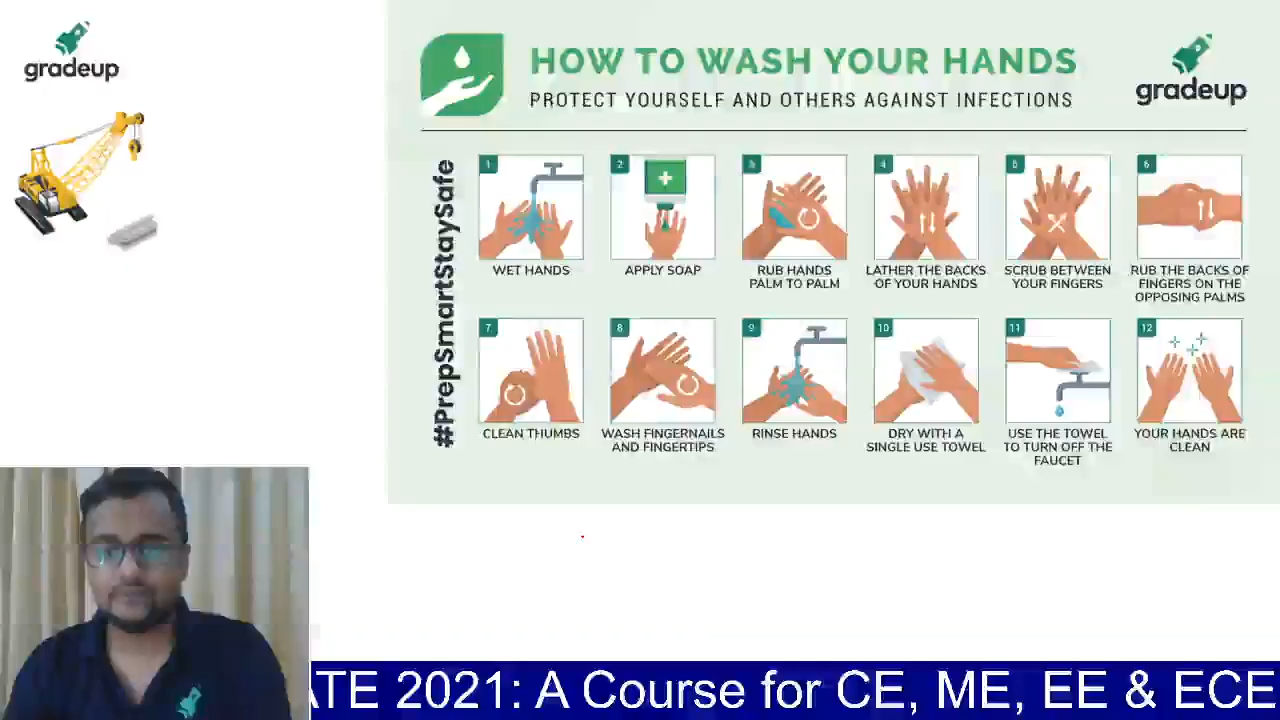 gradeup
HOW TO WASH YOUR HANDS
PROTECT YOURSELF AND OTHERS AGAINST INFECTIONS
gradeup
#PrepSmartStaySafe
1
WET HANDS
2
APPLY SOAP
3
RUB HANDS
PALM TO PALM
4
LATHER THE BACKS
OF YOUR HANDS
5
SCRUB BETWEEN
YOUR FINGERS
6
RUB THE BACKS OF
FINGERS ON THE
OPPOSING PALMS
7
CLEAN THUMBS
8
WASH FINGERNAILS
AND FINGERTIPS
9
RINSE HANDS
10
DRY WITH A
SINGLE USE TOWEL
11
USE THE TOWEL
TO TURN OFF THE
FAUCET
12
YOUR HANDS ARE
CLEAN
ATE 2021: A Course for CE, ME, EE & ECE